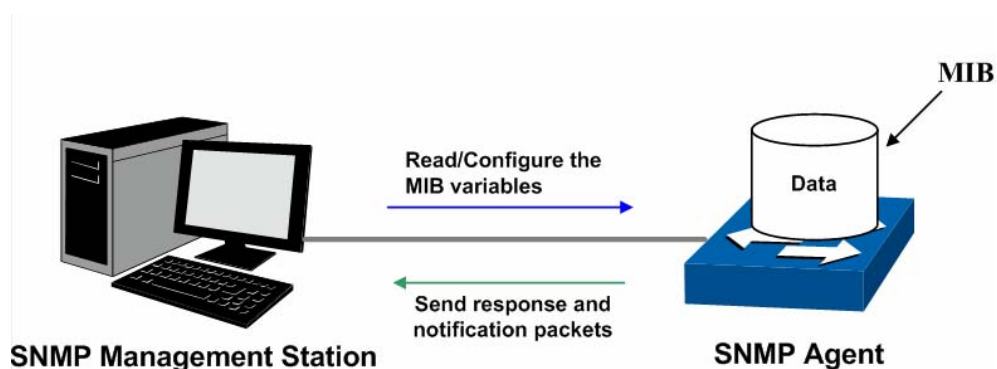 MIB
Read/Configure the
MIB variables
Data
Send response and
notification packets
SNMP Management Station
SNMP Agent